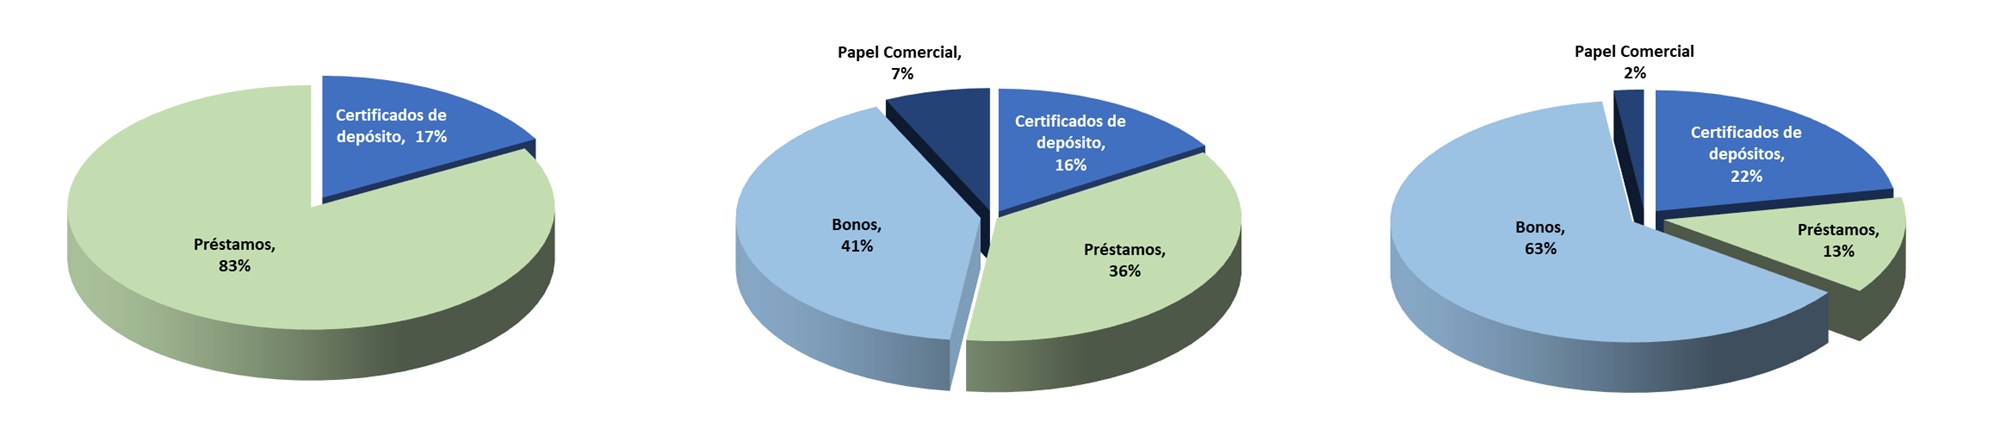 Certificados de
depósito, 17%
Préstamos,
83%
Papel Comercial,
7%
Certificados de
depósito,
16%
Bonos,
41%
Préstamos,
36%
Papel Comercial
2%
Certificados de
depósitos,
22%
Bonos,
63%
Préstamos,
13%